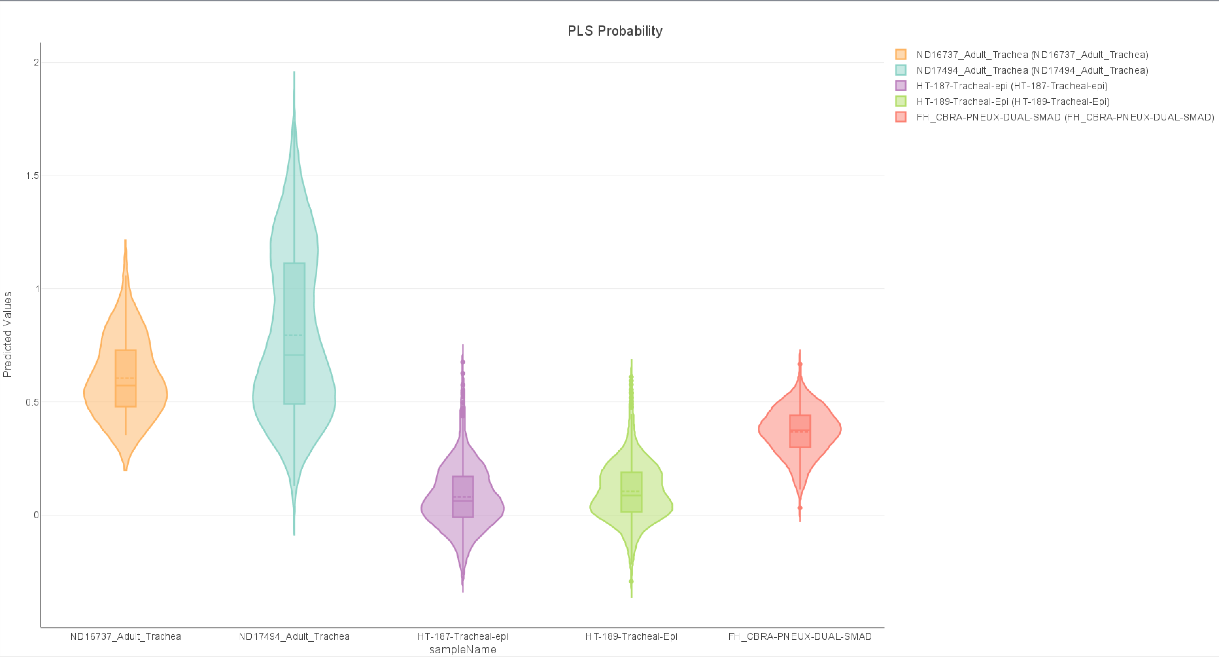 PLS Probability
ND16737_Adult_Trachea (ND16737_Adult_Trachea)
ND17494_Adult_Trachea (ND17494_Adult_Trachea)
HT-187-Tracheal-epi (HT-187-Tracheal-epi)
HT-189-Tracheal-Epi (HT-189-Tracheal-Epi)
FH_CBRA-PNEUX-DUAL-SMAD (FH_CBRA-PNEUX-DUAL-SMAD)
2
1.5
1
0.5
0
Predicted Values
ND16737_Adult_Trachea
ND17494_Adult_Trachea
HT-187-Tracheal-epi
HT-189-Tracheal-Epi
FH_CBRA-PNEUX-DUAL-SMAD
sampleName